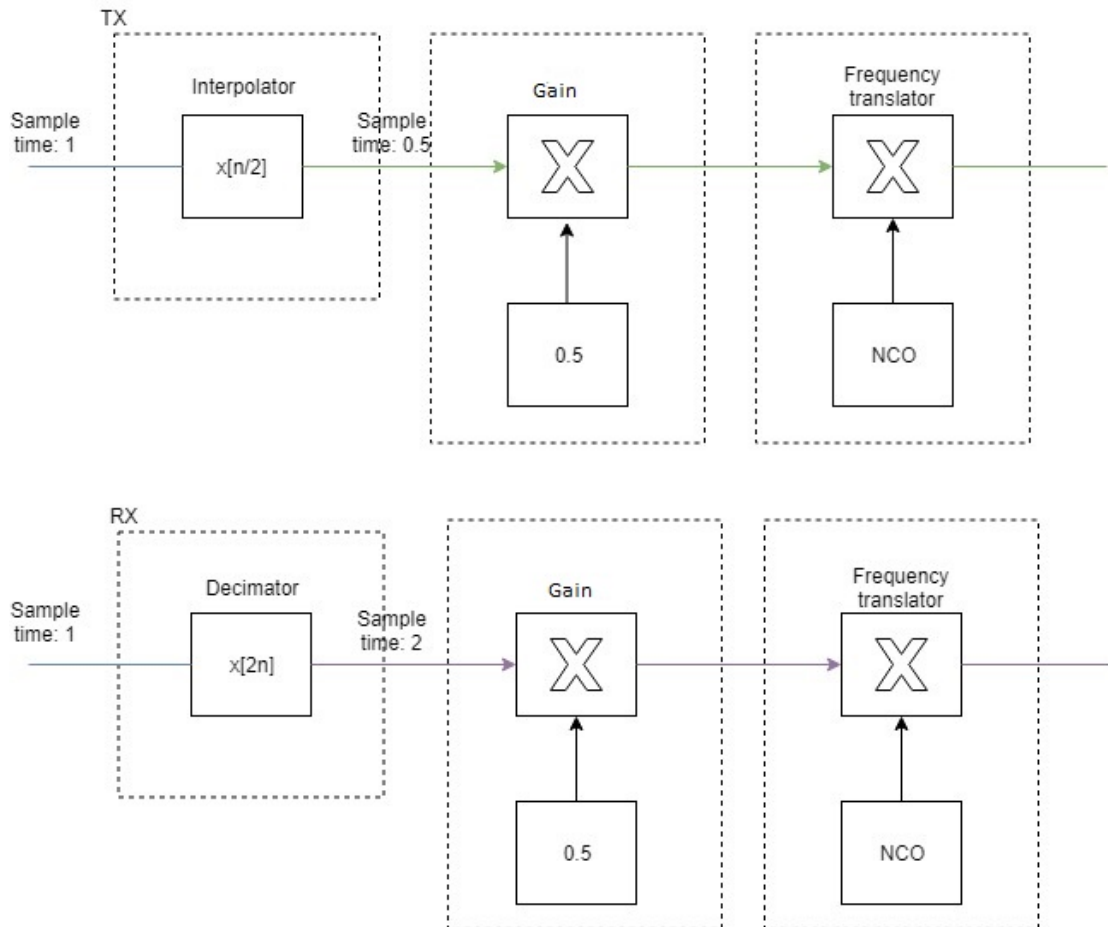 TX
Interpolator
Sample
time: 1
x[n/2]
Sample
time: 0.5
Gain
X
0.5
Frequency
translator
X
NCO
RX
Decimator
Sample
time: 1
x[2n]
Sample
time: 2
Gain
X
0.5
Frequency
translator
X
NCO